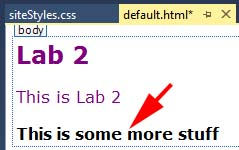 siteStyles.css default.html*
body
Lab 2
This is Lab 2
This is some more stuff